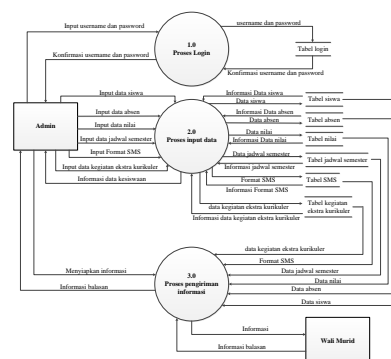 Input username dan password
username dan password
1.0
Proses Login
Tabel login
Konfirmasi username dan password
Konfirmasi username dan password
Input data siswa
Informasi Data siswa
Tabel siswa
Data siswa
Admin
Input data absen
Informasi Data absen
Tabel absen
Data absen
Input data nilai
2.0
Proses input data
Data nilai
Tabel nilai
Informasi Data nilai
Input data jadwal semester
Data jadwal semester
Tabel jadwal semester
Informasi jadwal semester
Input Format SMS
Format SMS
Tabel SMS
Informasi Format SMS
Input data kegiatan ekstra kurikuler
Informasi data kesiswaan
data kegiatan ekstra kurikuler
Tabel kegiatan
ekstra kurikuler
Informasi data kegiatan ekstra kurikuler
data kegiatan ekstra kurikuler
Format SMS
Menyiapkan informasi
3.0
Proses pengiriman
informasi
Data jadwal semester
Data nilai
Informasi balasan
Data absen
Data siswa
Informasi
Wali Murid
Informasi balasan